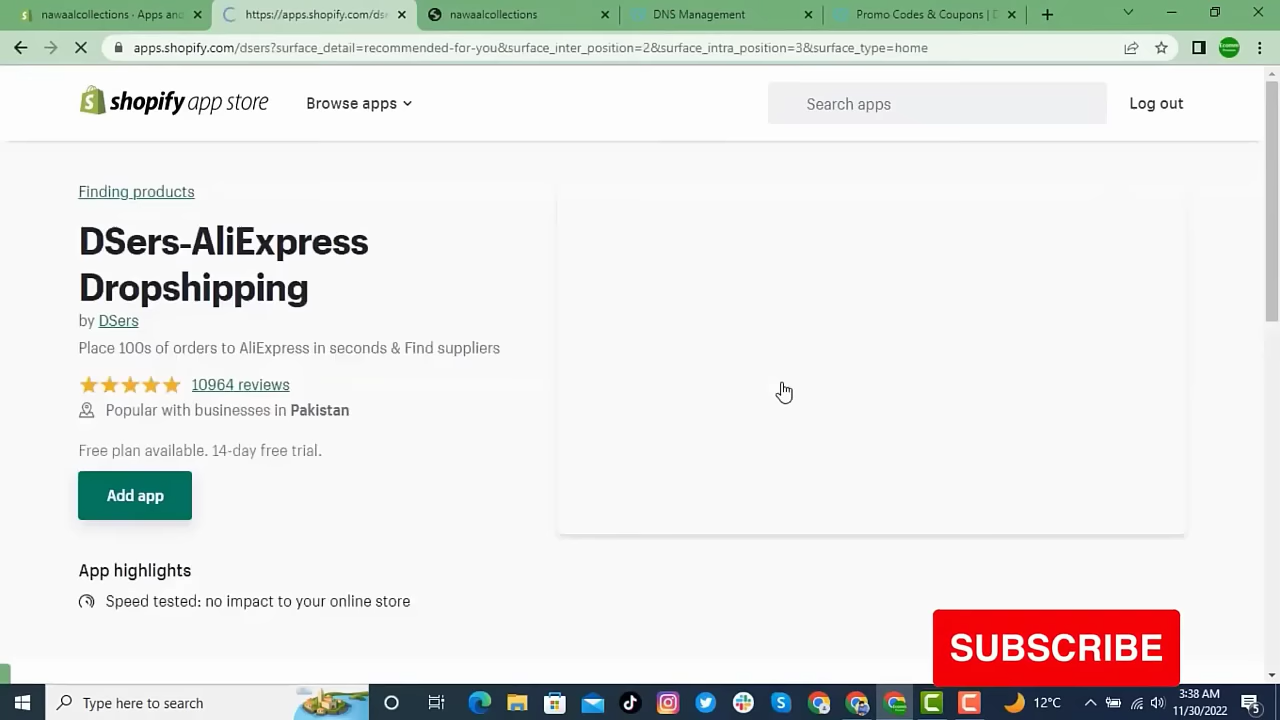 nawaalcollections · Apps and
https://apps.shopify.com/dse
nawaalcollections
DNS Management
Promo Codes & Coupons | D
apps.shopify.com/dsers?surface_detail=recommended-for-you&surface_inter_position=2&surface_intra_position=3&surface_type=home
shopify app store
Browse apps
Search apps
Log out
Finding products
DSers-AliExpress
Dropshipping
by DSers
Place 100s of orders to AliExpress in seconds & Find suppliers
10964 reviews
Popular with businesses in Pakistan
Free plan available. 14-day free trial.
Add app
App highlights
Speed tested: no impact to your online store
SUBSCRIBE
Type here to search
12°C
3:38 AM
11/30/2022
5